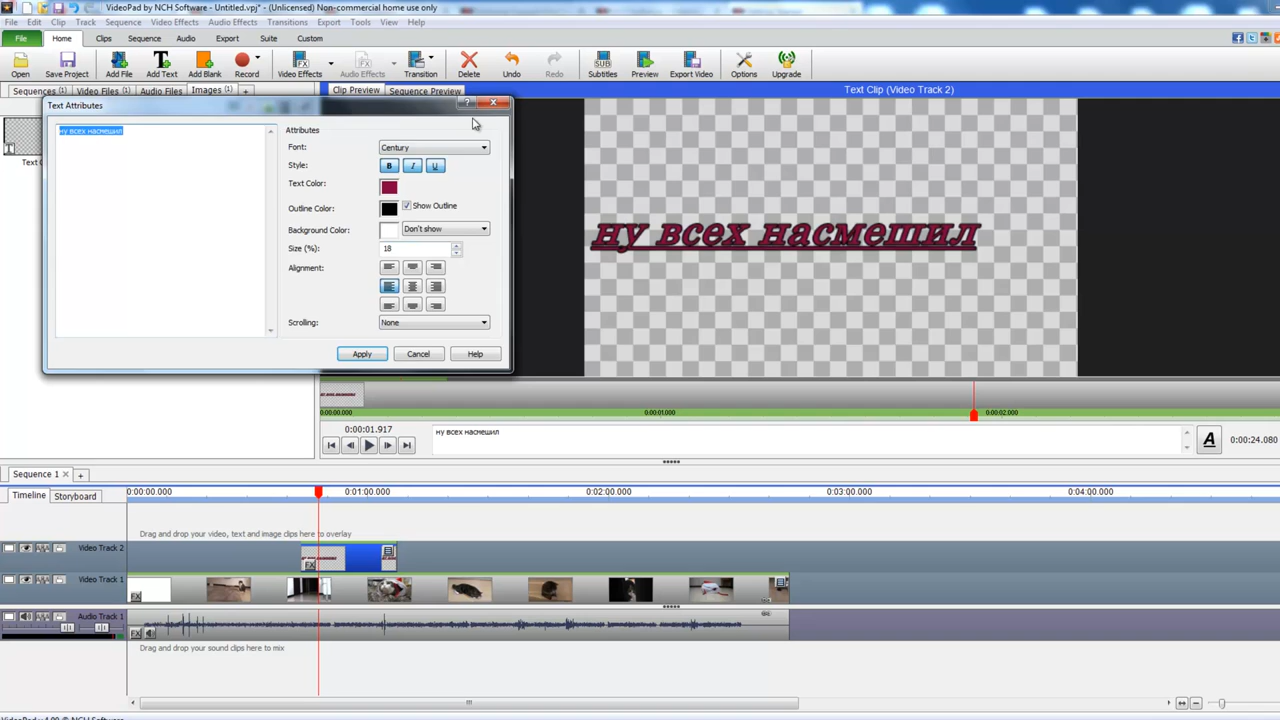 VideoPad by NCH Software - Untitled.vpj* - (Unlicensed) Non-commercial home use only
File Edit Clip Track Sequence Video Effects Audio Effects Transitions Export Tools View Help
File Home Clips Sequence Audio Export Suite Custom
Open Save Project Add File Add Text Add Blank Record Video Effects Audio Effects Transition Delete Undo Redo Subtitles Preview Export Video Options Upgrade
SUB
Sequences (1) Video Files (1) Audio Files Images (1) +
Clip Preview Sequence Preview
Text Clip (Video Track 2)
Text Attributes
ну всех насмешил
Attributes
Font: Century
Style: B I U
Text Color:
Outline Color: Show Outline
Background Color: Don't show
Size (%): 18
Alignment:
Scrolling: None
Apply Cancel Help
Text C
ну всех насмешил
0:00:00.000 0:00:01.000 0:00:02.000
0:00:01.917
ну всех насмешил
A
0:00:24.080
Sequence 1 × +
Timeline Storyboard
0:00:00.000 0:01:00.000 0:02:00.000 0:03:00.000 0:04:00.000
Drag and drop your video, text and image clips here to overlay
Video Track 2
FX
Video Track 1
FX
Audio Track 1
FX
Drag and drop your sound clips here to mix